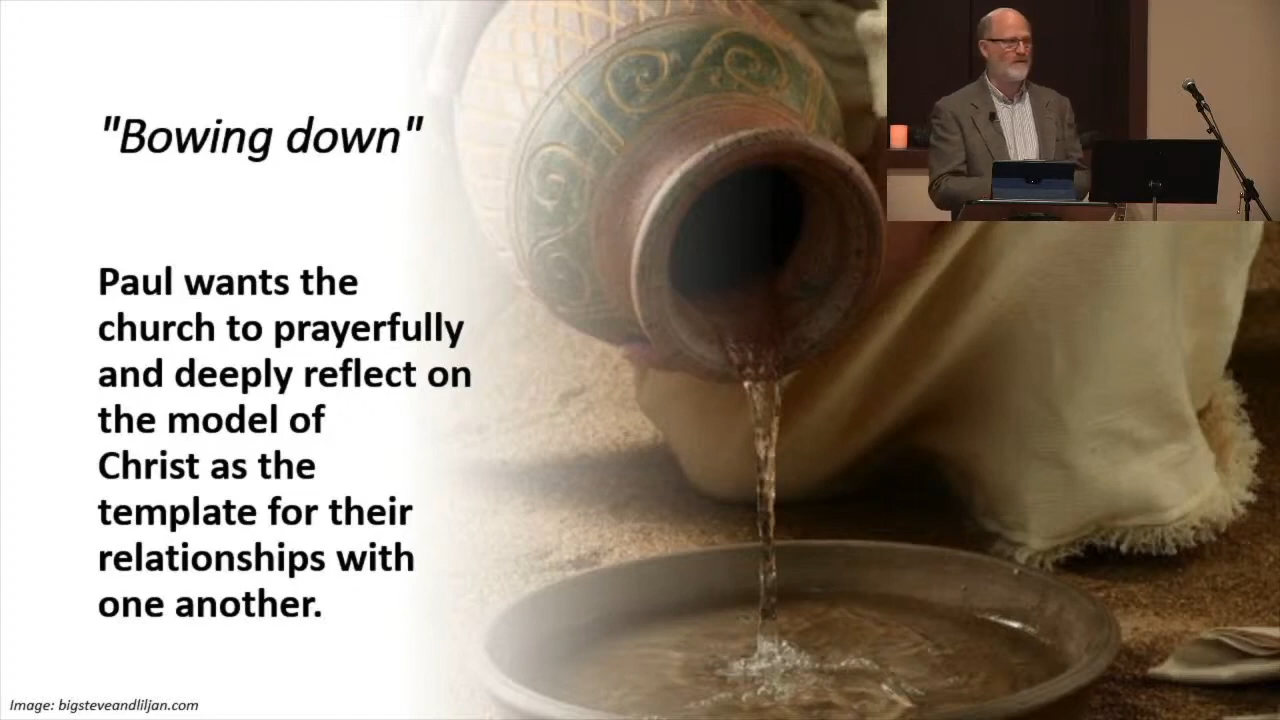 "Bowing down"
Paul wants the
church to prayerfully
and deeply reflect on
the model of
Christ as the
template for their
relationships with
one another.
Image: bigsteveandliljan.com